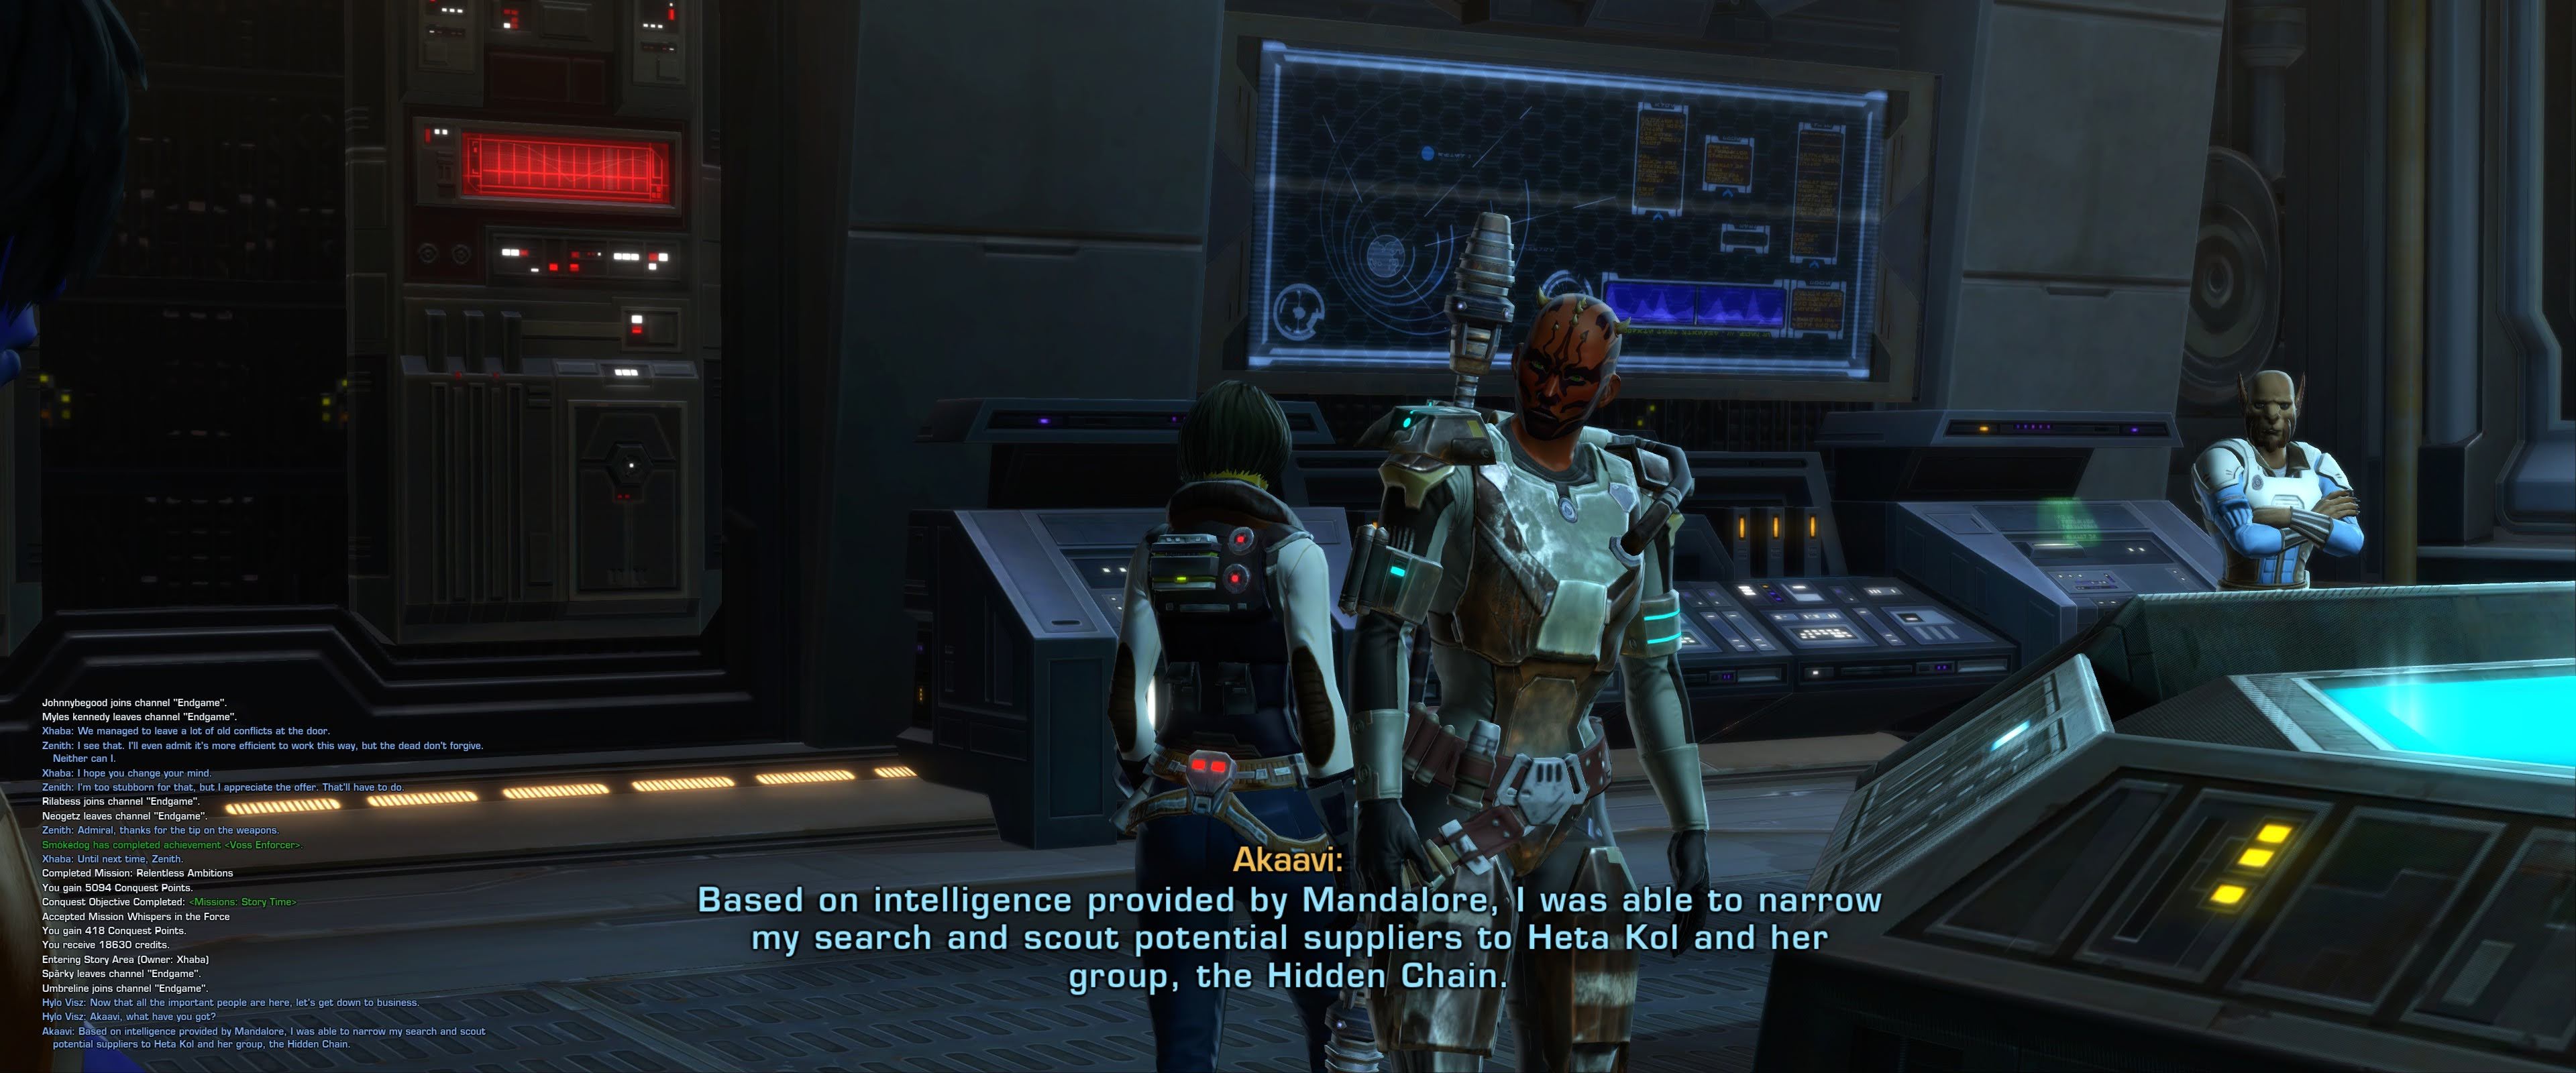 Johnnybegood joins channel "Endgame".
Myles kennedy leaves channel "Endgame".
Xhaba: We managed to leave a lot of old conflicts at the door.
Zenith: I see that. I'll even admit it's more efficient to work this way, but the dead don't forgive.
Neither can I.
Xhaba: I hope you change your mind.
Zenith: I'm too stubborn for that, but I appreciate the offer. That'll have to do.
Rilabess joins channel "Endgame".
Neogetz leaves channel "Endgame".
Zenith: Admiral, thanks for the tip on the weapons.
Smókédog has completed achievement <Voss Enforcer>.
Xhaba: Until next time, Zenith.
Completed Mission: Relentless Ambitions
You gain 5094 Conquest Points.
Conquest Objective Completed: <Missions: Story Time>
Accepted Mission Whispers in the Force
You gain 418 Conquest Points.
You receive 18630 credits.
Entering Story Area (Owner: Xhaba)
Spårky leaves channel "Endgame".
Umbreline joins channel "Endgame".
Hylo Visz: Now that all the important people are here, let's get down to business.
Hylo Visz: Akaavi, what have you got?
Akaavi: Based on intelligence provided by Mandalore, I was able to narrow my search and scout
potential suppliers to Heta Kol and her group, the Hidden Chain.
Akaavi:
Based on intelligence provided by Mandalore, I was able to narrow
my search and scout potential suppliers to Heta Kol and her
group, the Hidden Chain.